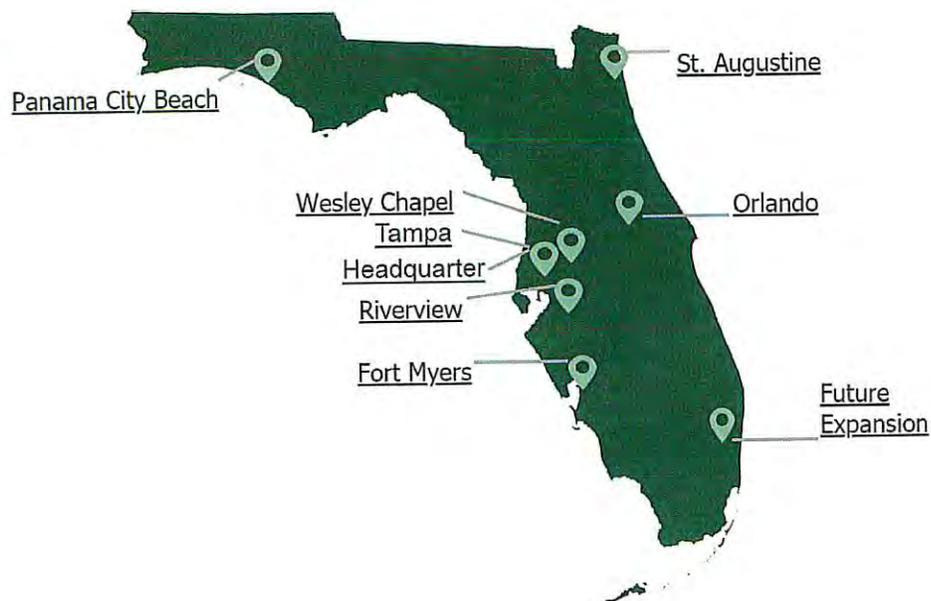 St. Augustine
Panama City Beach
Wesley Chapel
Orlando
Tampa
Headquarter
Riverview
Fort Myers
Future
Expansion